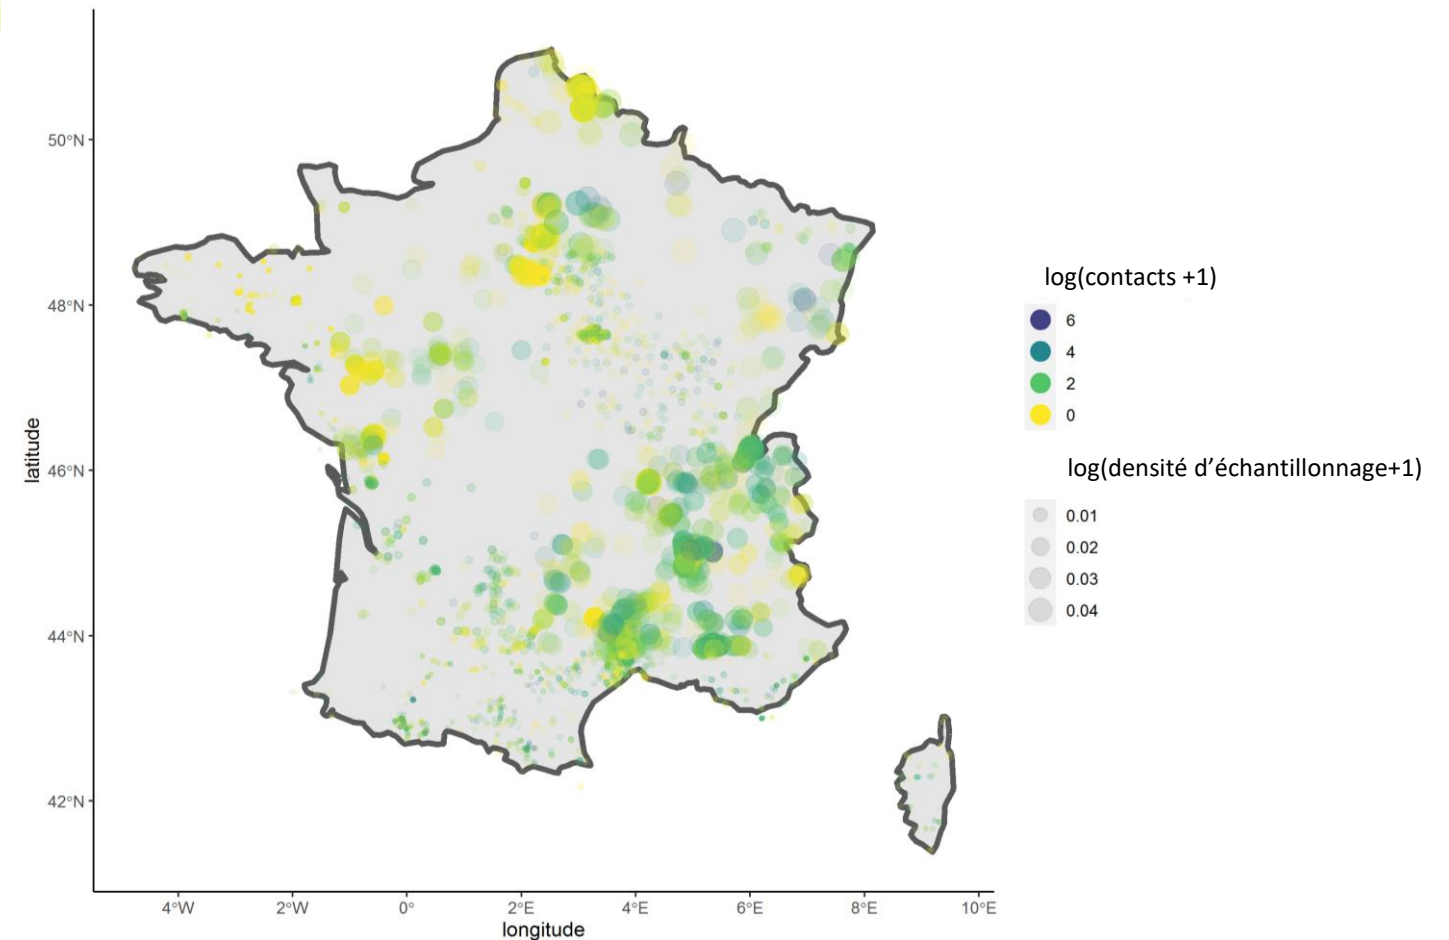 50°N
48°N
46°N
44°N
42°N
latitude
4°W
2°W
0°
2°E
4°E
6°E
8°E
10°E
longitude
log(contacts +1)
6
4
2
0
log(densité d’échantillonnage+1)
0.01
0.02
0.03
0.04